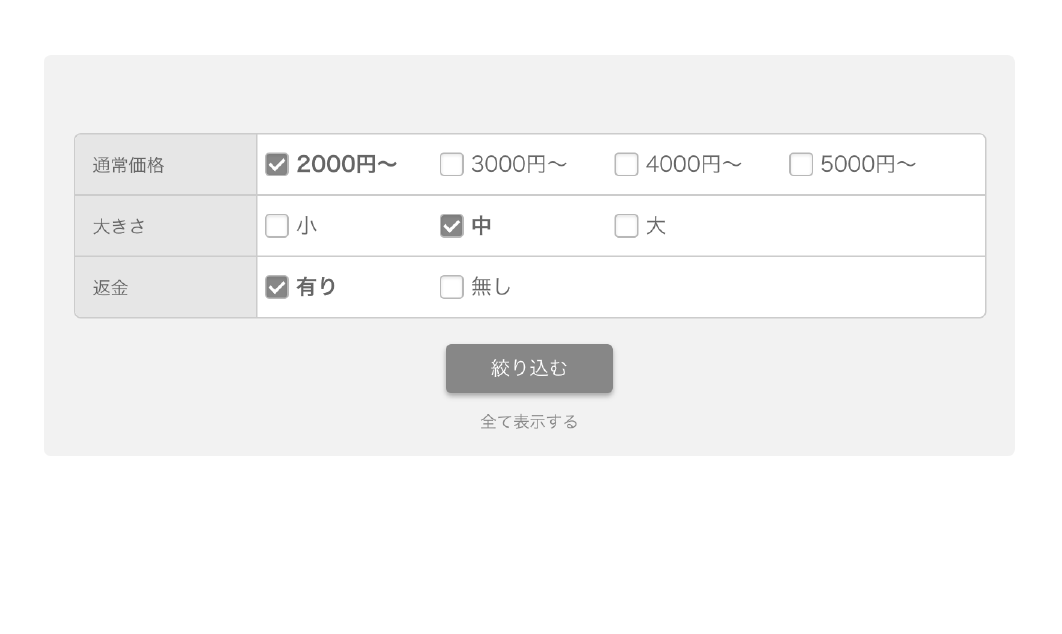 通常価格 2000円〜 3000円〜 4000円〜 5000円〜
大きさ 小 中 大
返金 有り 無し
絞り込む
全て表示する